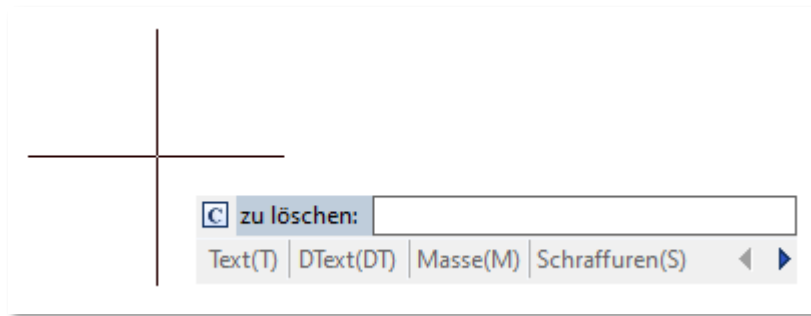 C zu löschen:
Text(T) DText(DT) Masse(M) Schraffuren(S)